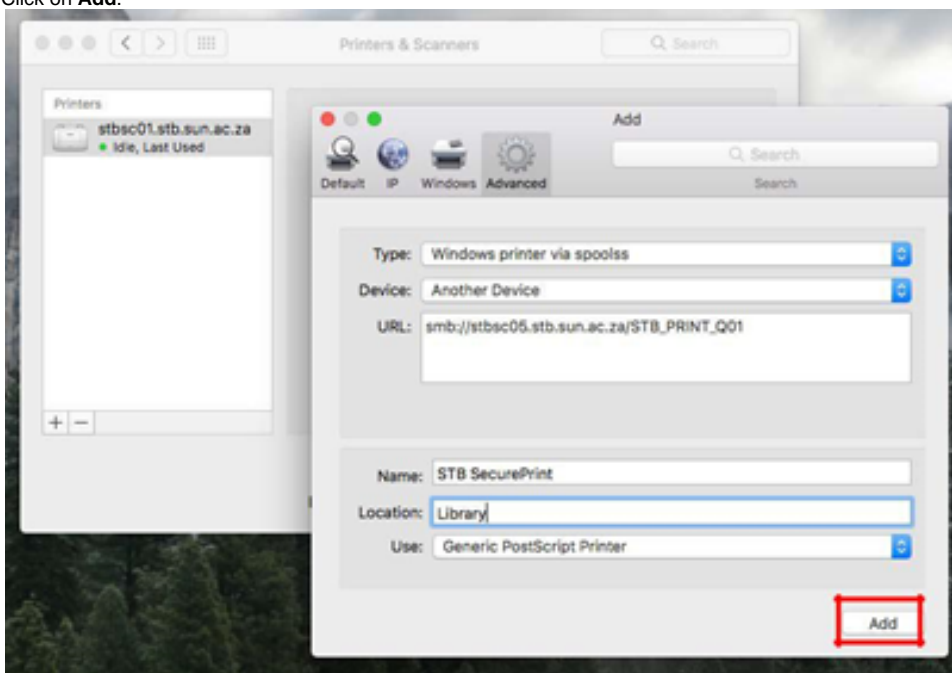 Click on Add.
Printers & Scanners
Search
Printers
stbsc01.stb.sun.ac.za
Idle, Last Used
+ −
Add
Default IP Windows Advanced
Search
Search
Type: Windows printer via spoolss
Device: Another Device
URL: smb://stbsc05.stb.sun.ac.za/STB_PRINT_Q01
Name: STB SecurePrint
Location: Library
Use: Generic PostScript Printer
Add